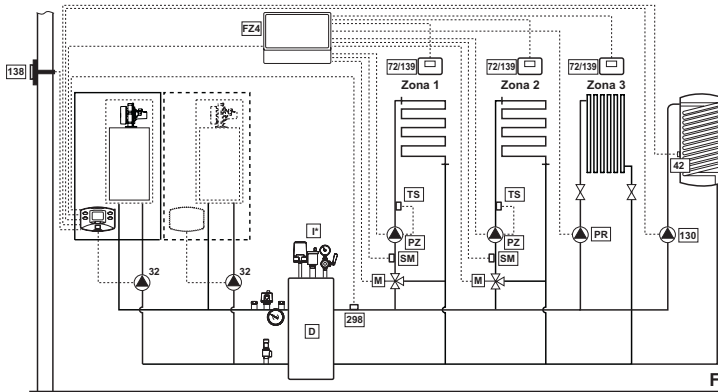 FZ4
138
72/139
72/139
72/139
Zona 1
Zona 2
Zona 3
42
TS
TS
I*
PZ
PZ
PR
130
SM
SM
32
32
M
M
298
D
F